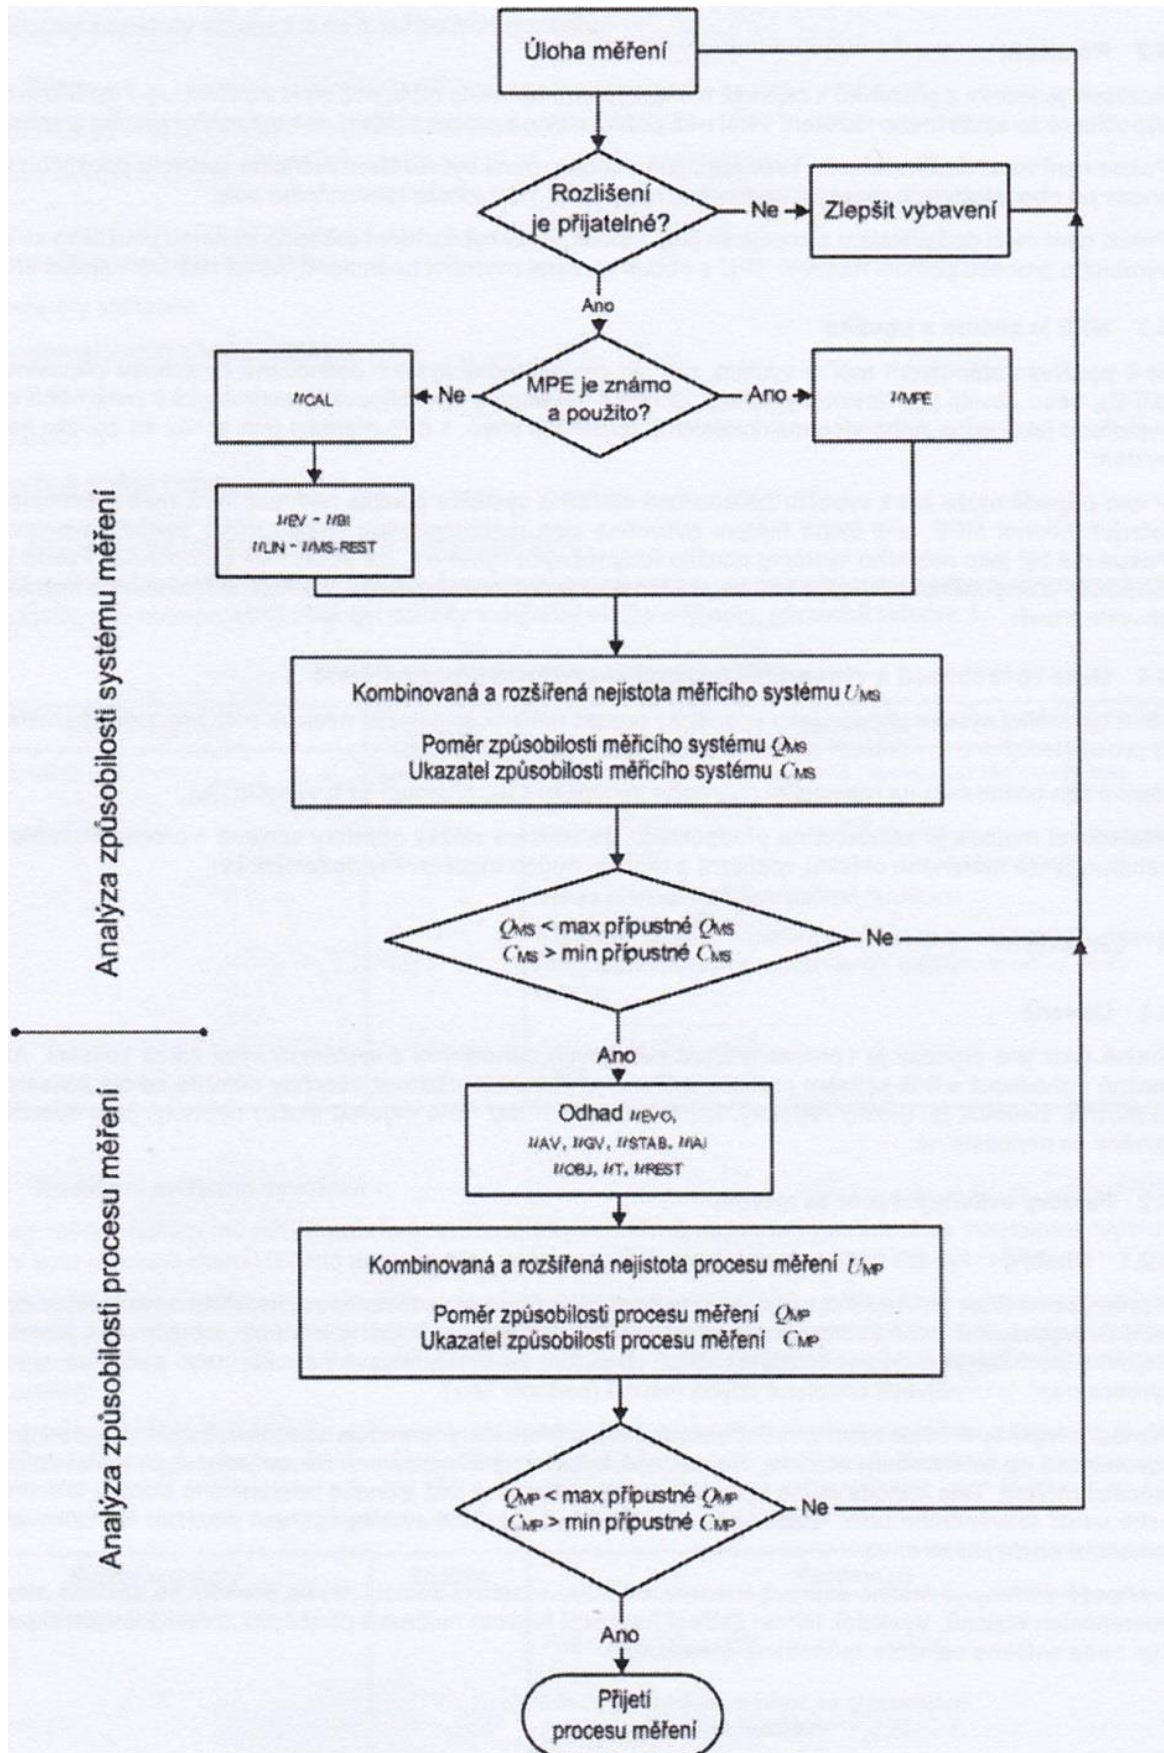 Úloha měření
Rozlišení
je přijatelné?
Ne
Zlepšit vybavení
Ano
uCAL
Ne
MPE je známo
a použito?
Ano
uMPE
uEV - uBI
uLIN - uMS-REST
Analýza způsobilosti systému měření
Kombinovaná a rozšířená nejistota měřicího systému UMS
Poměr způsobilosti měřicího systému QMS
Ukazatel způsobilosti měřicího systému CMS
QMS < max přípustné QMS
CMS > min přípustné CMS
Ne
Ano
Odhad uEVO,
uAV, uGV, uSTAB, uIAi
uOBJ, uT, uREST
Analýza způsobilosti procesu měření
Kombinovaná a rozšířená nejistota procesu měření UMP
Poměr způsobilosti procesu měření QMP
Ukazatel způsobilosti procesu měření CMP
QMP < max přípustné QMP
CMP > min přípustné CMP
Ne
Ano
Přijetí
procesu měření